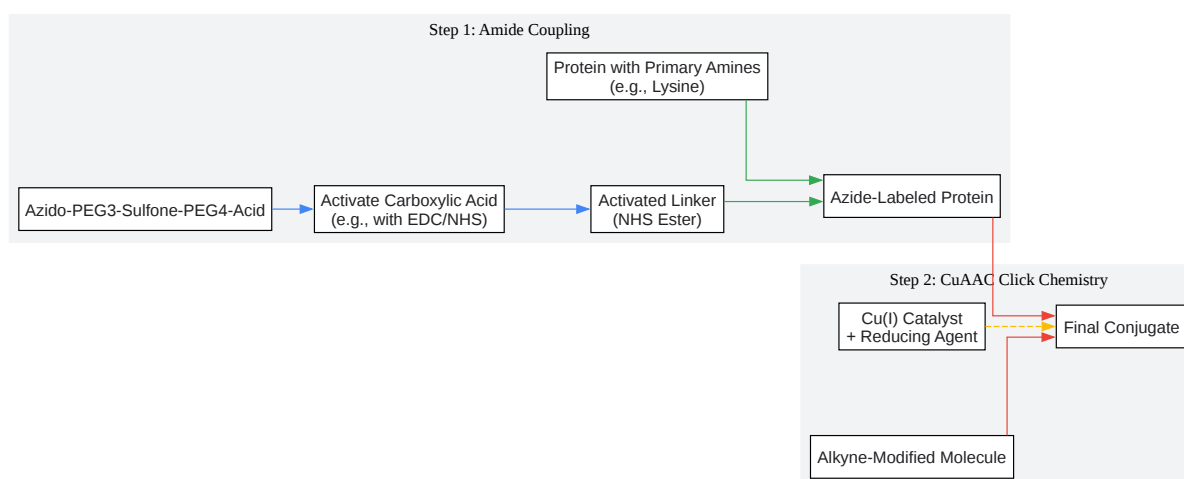 Step 1: Amide Coupling
Protein with Primary Amines
(e.g., Lysine)
Azido-PEG3-Sulfone-PEG4-Acid
Activate Carboxylic Acid
(e.g., with EDC/NHS)
Activated Linker
(NHS Ester)
Azide-Labeled Protein
Step 2: CuAAC Click Chemistry
Cu(I) Catalyst
+ Reducing Agent
Final Conjugate
Alkyne-Modified Molecule